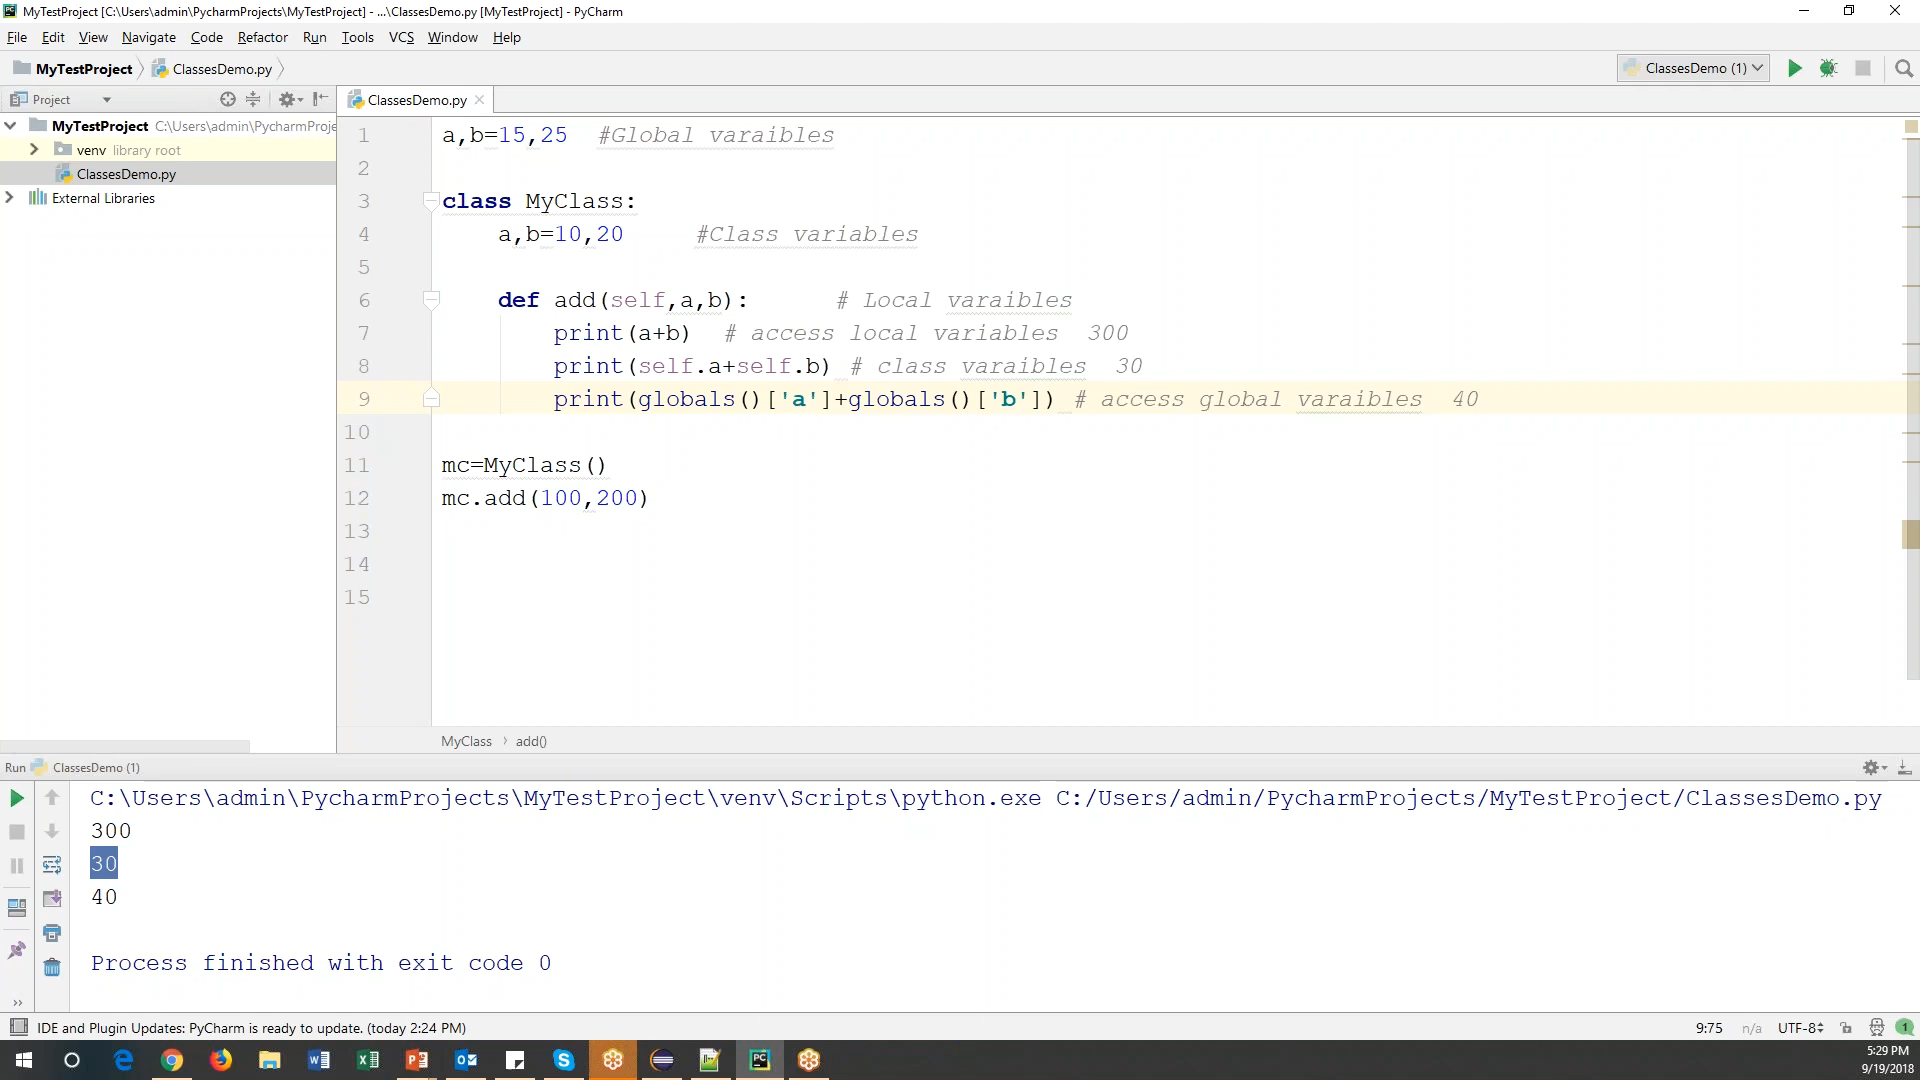 MyTestProject [C:\Users\admin\PycharmProjects\MyTestProject] - ...\ClassesDemo.py [MyTestProject] - PyCharm
File Edit View Navigate Code Refactor Run Tools VCS Window Help
MyTestProject ClassesDemo.py ClassesDemo (1)
Project ClassesDemo.py
MyTestProject C:\Users\admin\PycharmProje
venv library root
ClassesDemo.py
External Libraries
1 a,b=15,25 #Global varaibles
2
3 class MyClass:
4 a,b=10,20 #Class variables
5
6 def add(self,a,b): # Local varaibles
7 print(a+b) # access local variables 300
8 print(self.a+self.b) # class varaibles 30
9 print(globals()['a']+globals()['b']) # access global varaibles 40
10
11 mc=MyClass()
12 mc.add(100,200)
13
14
15
MyClass › add()
Run ClassesDemo (1)
C:\Users\admin\PycharmProjects\MyTestProject\venv\Scripts\python.exe C:/Users/admin/PycharmProjects/MyTestProject/ClassesDemo.py
300
30
40
Process finished with exit code 0
IDE and Plugin Updates: PyCharm is ready to update. (today 2:24 PM) 9:75 n/a UTF-8 1
5:29 PM
9/19/2018